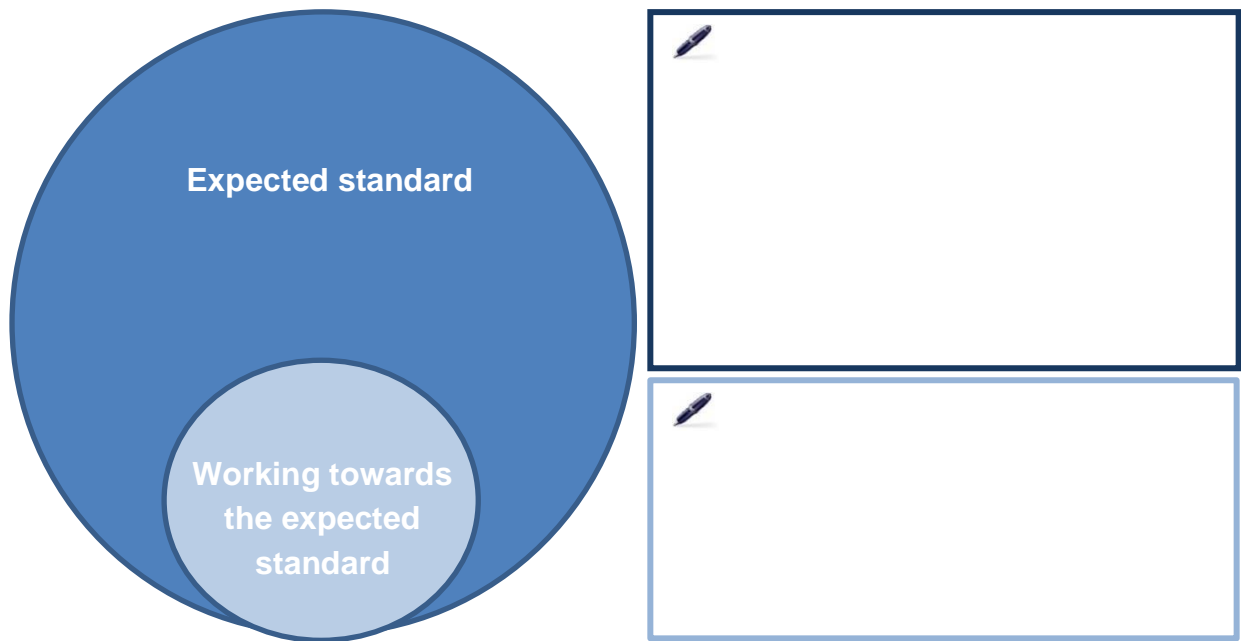 Expected standard
Working towards
the expected
standard